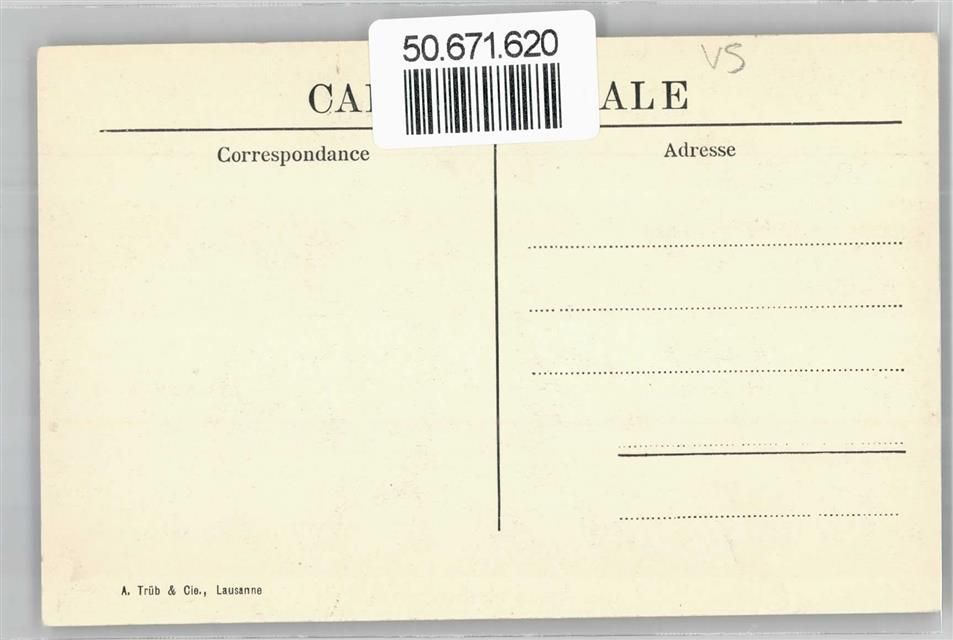 50.671.620
VS
CA ALE
Correspondance
Adresse
A. Trüb & Cie., Lausanne